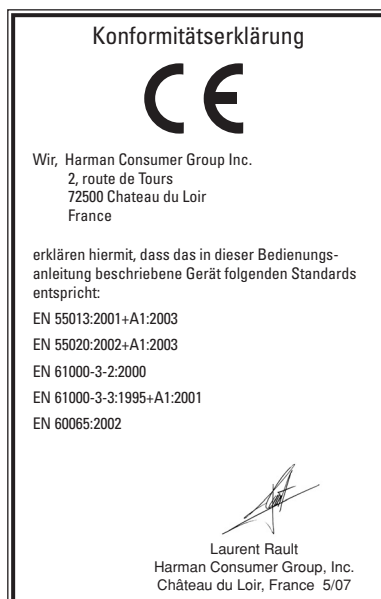 Konformitätserklärung
CE
Wir, Harman Consumer Group Inc.
2, route de Tours
72500 Chateau du Loir
France
erklären hiermit, dass das in dieser Bedienungs-
anleitung beschriebene Gerät folgenden Standards
entspricht:
EN 55013:2001+A1:2003
EN 55020:2002+A1:2003
EN 61000-3-2:2000
EN 61000-3-3:1995+A1:2001
EN 60065:2002
Laurent Rault
Harman Consumer Group, Inc.
Château du Loir, France 5/07